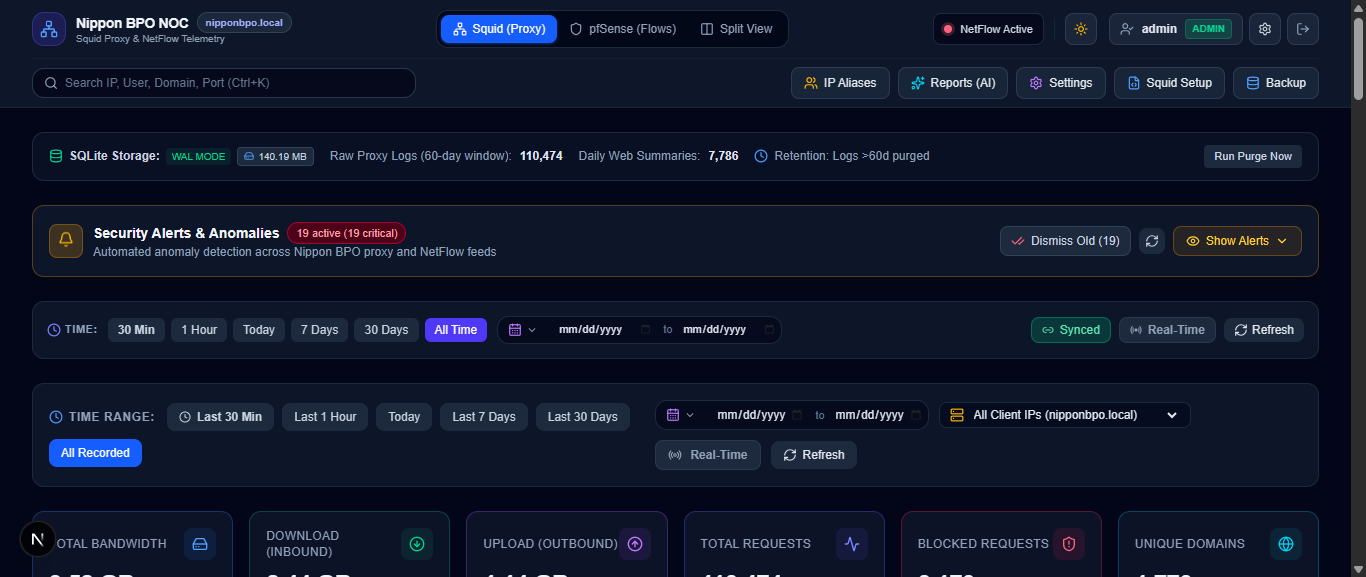 Nippon BPO NOC nipponbpo.local
Squid Proxy & NetFlow Telemetry
Squid (Proxy) pfSense (Flows) Split View
NetFlow Active
admin ADMIN
Search IP, User, Domain, Port (Ctrl+K)
IP Aliases Reports (AI) Settings Squid Setup Backup
SQLite Storage: WAL MODE 140.19 MB Raw Proxy Logs (60-day window): 110,474 Daily Web Summaries: 7,786 Retention: Logs >60d purged Run Purge Now
Security Alerts & Anomalies 19 active (19 critical)
Automated anomaly detection across Nippon BPO proxy and NetFlow feeds
Dismiss Old (19) Show Alerts
TIME: 30 Min 1 Hour Today 7 Days 30 Days All Time mm/dd/yyyy to mm/dd/yyyy Synced Real-Time Refresh
TIME RANGE: Last 30 Min Last 1 Hour Today Last 7 Days Last 30 Days mm/dd/yyyy to mm/dd/yyyy All Client IPs (nipponbpo.local)
All Recorded Real-Time Refresh
N
OTAL BANDWIDTH
DOWNLOAD
(INBOUND)
UPLOAD (OUTBOUND)
TOTAL REQUESTS
BLOCKED REQUESTS
UNIQUE DOMAINS